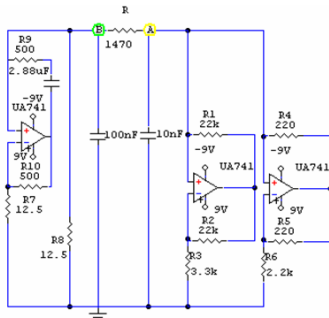 R
B
A
1470
R9
500
2.88uF
-9V
UA741
+
-
9V
R10
500
R7
12.5
R8
12.5
100nF
10nF
R1
22k
-9V
UA741
+
-
9V
R2
22k
R3
3.3k
R4
220
-9V
UA741
+
-
9V
R5
220
R6
2.2k